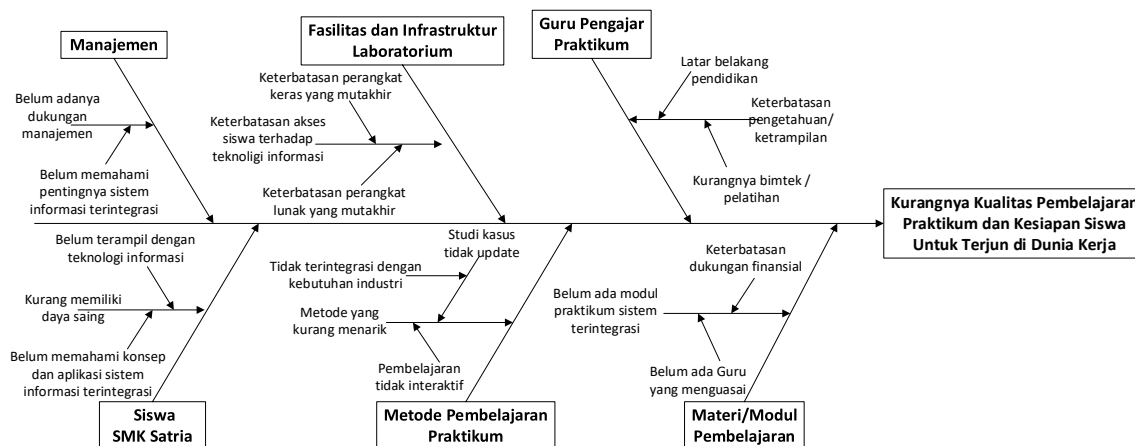 Manajemen
Fasilitas dan Infrastruktur
Laboratorium
Guru Pengajar
Praktikum
Belum adanya
dukungan
manajemen
Belum memahami
pentingnya sistem
informasi terintegrasi
Keterbatasan perangkat
keras yang mutakhir
Keterbatasan akses
siswa terhadap
teknoligi informasi
Keterbatasan perangkat
lunak yang mutakhir
Latar belakang
pendidikan
Keterbatasan
pengetahuan/
ketrampilan
Kurangnya bimtek /
pelatihan
Kurangnya Kualitas Pembelajaran
Praktikum dan Kesiapan Siswa
Untuk Terjun di Dunia Kerja
Belum terampil dengan
teknologi informasi
Kurang memiliki
daya saing
Belum memahami konsep
dan aplikasi sistem
informasi terintegrasi
Studi kasus
tidak update
Tidak terintegrasi dengan
kebutuhan industri
Metode yang
kurang menarik
Pembelajaran
tidak interaktif
Keterbatasan
dukungan finansial
Belum ada modul
praktikum sistem
terintegrasi
Belum ada Guru
yang menguasai
Siswa
SMK Satria
Metode Pembelajaran
Praktikum
Materi/Modul
Pembelajaran